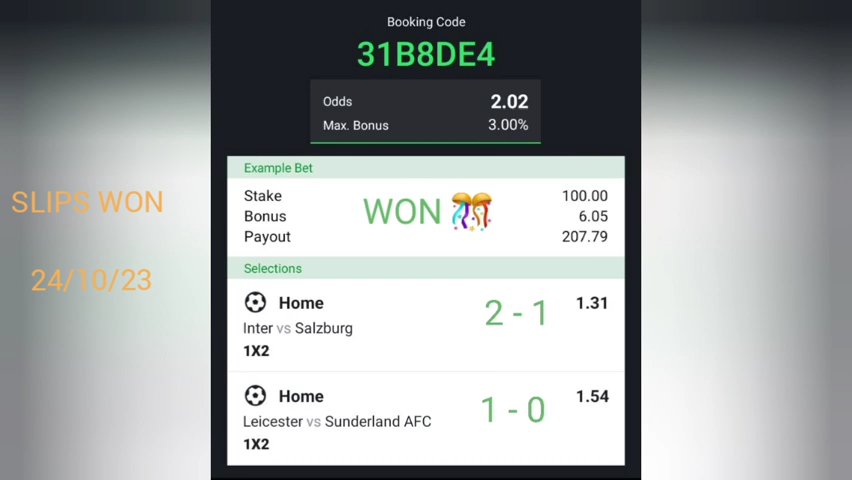 Booking Code
31B8DE4
Odds 2.02
Max. Bonus 3.00%
SLIPS WON
24/10/23
Example Bet
Stake 100.00
Bonus 6.05
Payout 207.79
WON
Selections
Home 1.31
Inter vs Salzburg
1X2
2 - 1
Home 1.54
Leicester vs Sunderland AFC
1X2
1 - 0